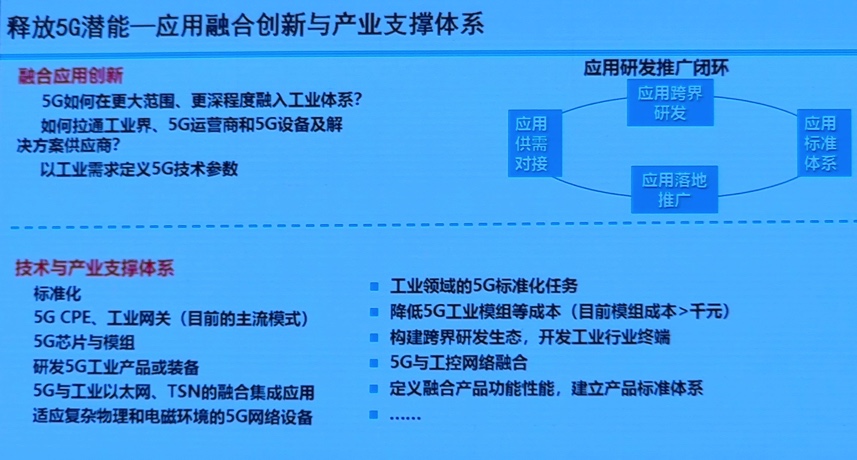 释放5G潜能—应用融合创新与产业支撑体系
融合应用创新
5G如何在更大范围、更深程度融入工业体系？
如何拉通工业界、5G运营商和5G设备及解
决方案供应商？
以工业需求定义5G技术参数
应用研发推广闭环
应用跨界
研发
应用
供需
对接
应用
标准
体系
应用落地
推广
技术与产业支撑体系
标准化
5G CPE、工业网关（目前的主流模式）
5G芯片与模组
研发5G工业产品或装备
5G与工业以太网、TSN的融合集成应用
适应复杂物理和电磁环境的5G网络设备
工业领域的5G标准化任务
降低5G工业模组等成本（目前模组成本>千元）
构建跨界研发生态，开发工业行业终端
5G与工控网络融合
定义融合产品功能性能，建立产品标准体系
……